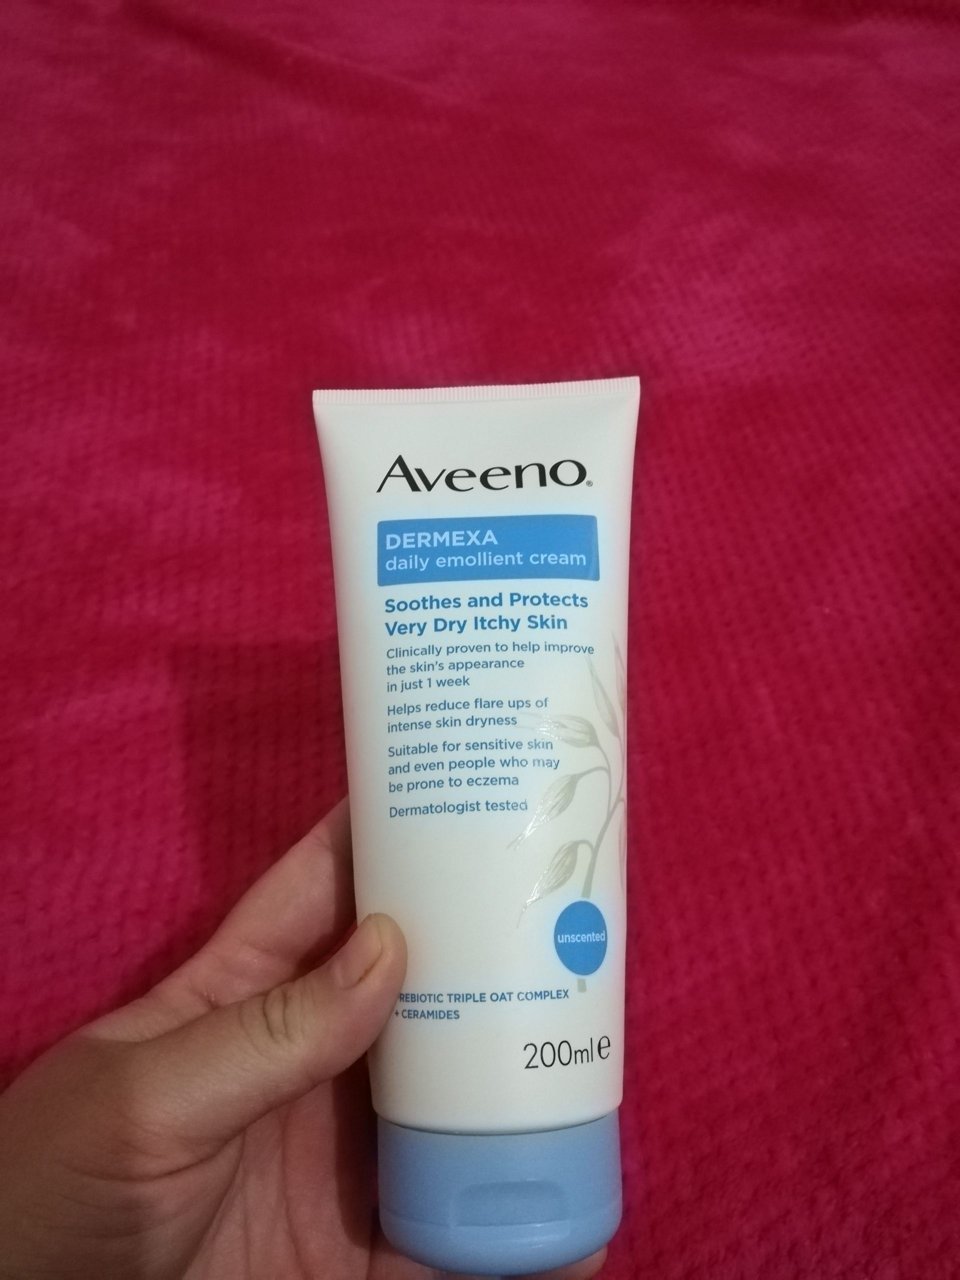 Aveeno®
DERMEXA
daily emollient cream
Soothes and Protects
Very Dry Itchy Skin
Clinically proven to help improve
the skin's appearance
in just 1 week
Helps reduce flare ups of
intense skin dryness
Suitable for sensitive skin
and even people who may
be prone to eczema
Dermatologist tested
unscented
REBIOTIC TRIPLE OAT COMPLEX
+ CERAMIDES
200ml e